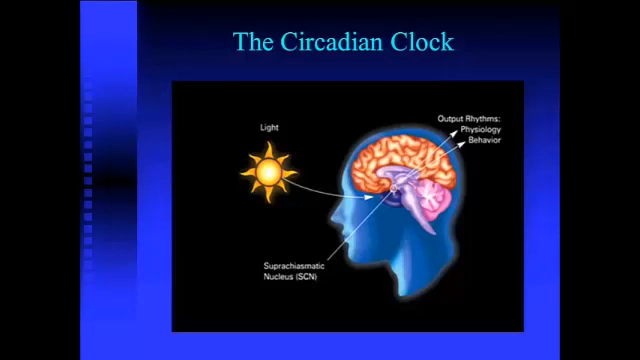 The Circadian Clock
Light
Output Rhythms:
Physiology
Behavior
Suprachiasmatic
Nucleus (SCN)